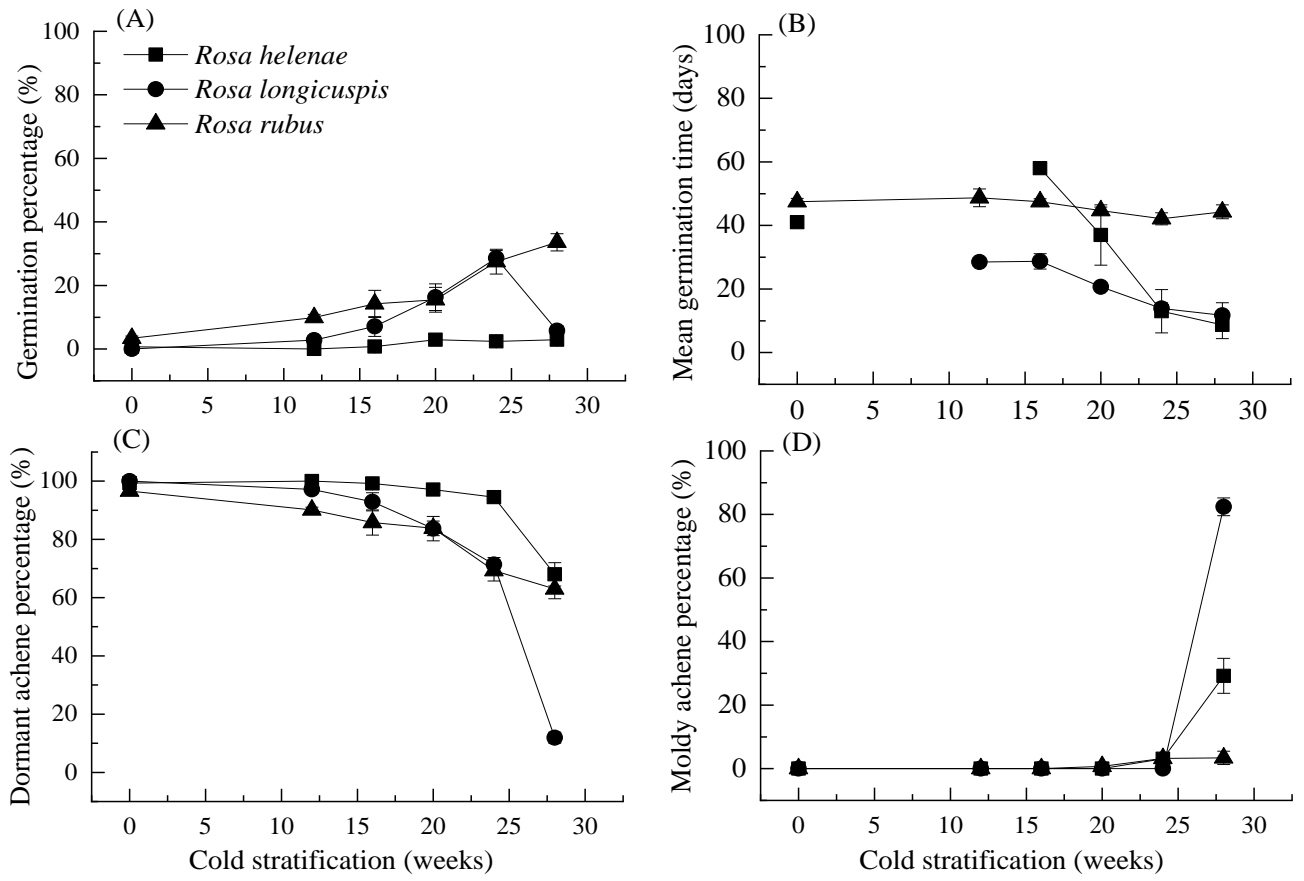 (A)
Germination percentage (%)
100
80
60
40
20
0
Rosa helenae
Rosa longicuspis
Rosa rubus
0 5 10 15 20 25 30
(B)
Mean germination time (days)
100
80
60
40
20
0
0 5 10 15 20 25 30
(C)
Dormant achene percentage (%)
100
80
60
40
20
0
0 5 10 15 20 25 30
Cold stratification (weeks)
(D)
Moldy achene percentage (%)
100
80
60
40
20
0
0 5 10 15 20 25 30
Cold stratification (weeks)